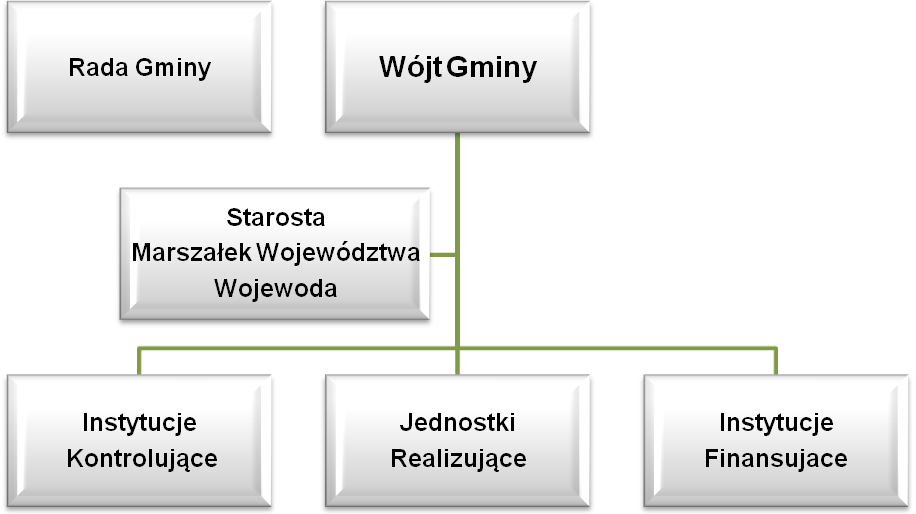 Rada Gminy
Wójt Gminy
Starosta
Marszałek Województwa
Wojewoda
Instytucje
Kontrolujące
Jednostki
Realizujące
Instytucje
Finansujace